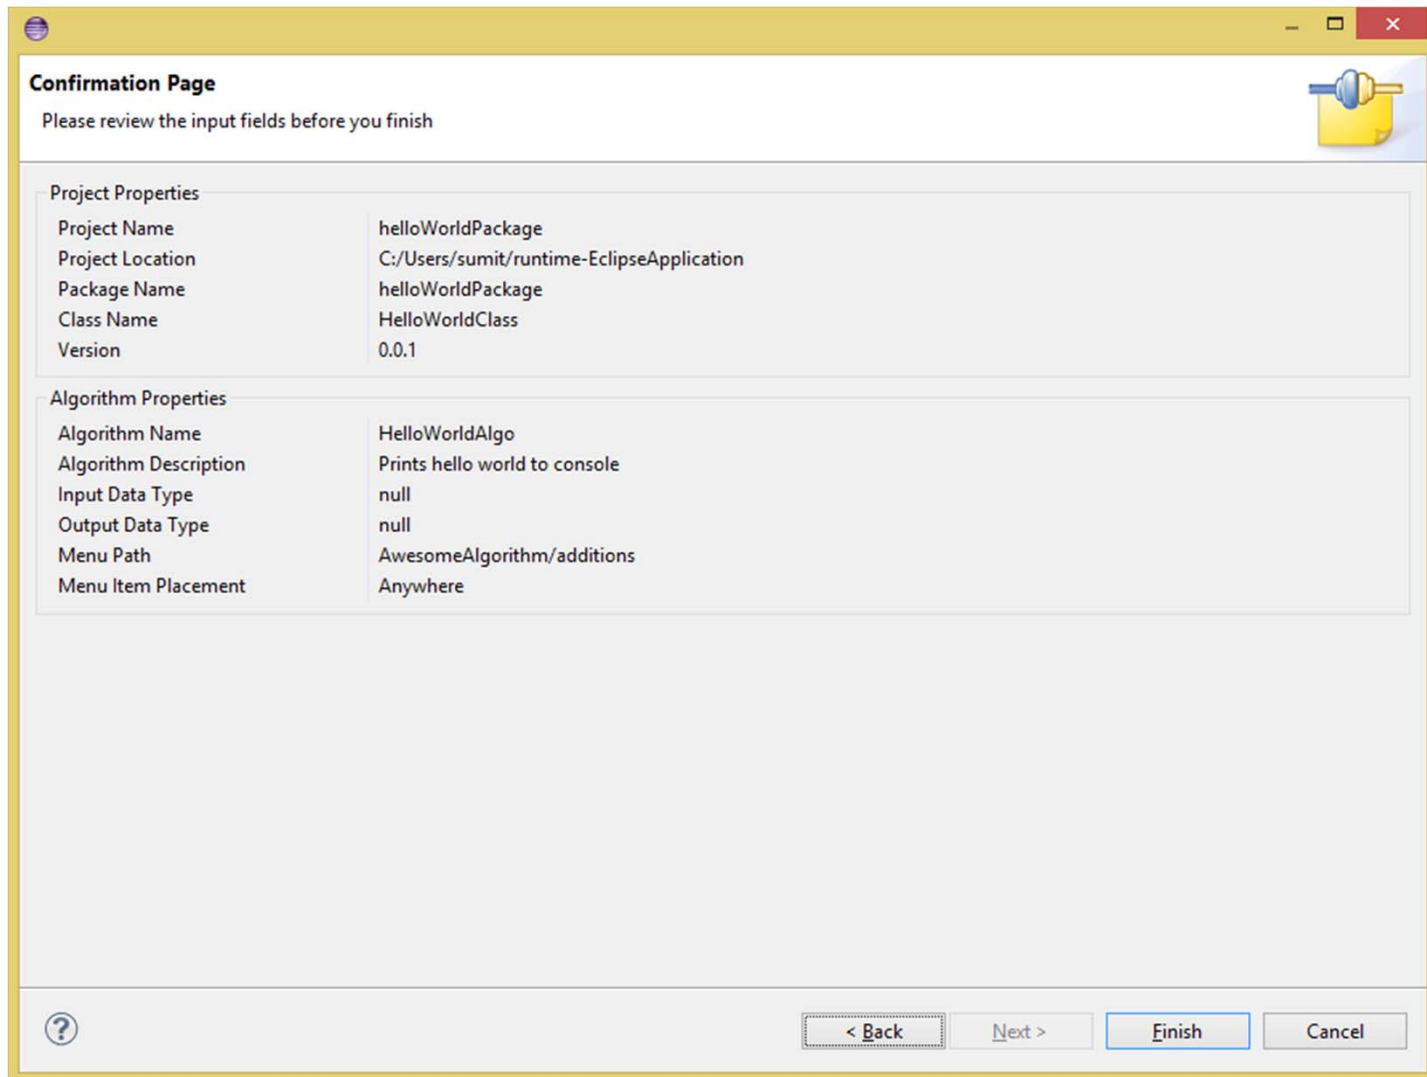 Confirmation Page
Please review the input fields before you finish
Project Properties
Project Name helloWorldPackage
Project Location C:/Users/sumit/runtime-EclipseApplication
Package Name helloWorldPackage
Class Name HelloWorldClass
Version 0.0.1
Algorithm Properties
Algorithm Name HelloWorldAlgo
Algorithm Description Prints hello world to console
Input Data Type null
Output Data Type null
Menu Path AwesomeAlgorithm/additions
Menu Item Placement Anywhere
? < Back Next > Finish Cancel